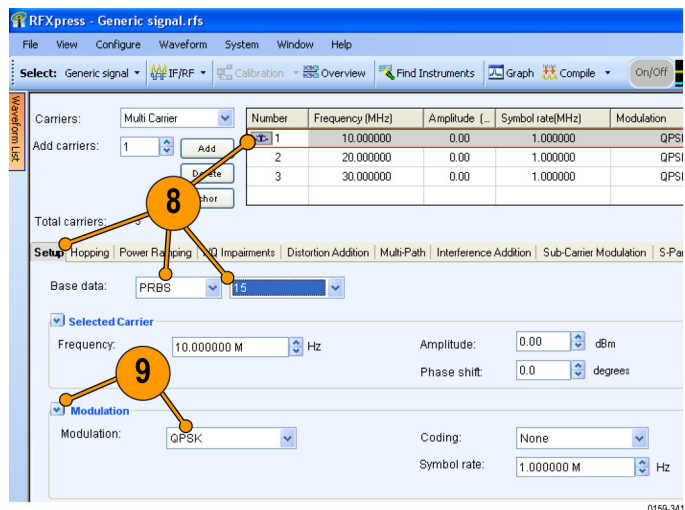 RFXpress - Generic signal.rfs
File View Configure Waveform System Window Help
Select: Generic signal IF/RF Calibration Overview Find Instruments Graph Compile On/Off
Waveform List
Carriers: Multi Carrier
Add carriers: 1 Add
Total carriers:
Number Frequency (MHz) Amplitude (... Symbol rate(MHz) Modulation
1 10.000000 0.00 1.000000 QPS
2 20.000000 0.00 1.000000 QPS
3 30.000000 0.00 1.000000 QPS
8
Setup Hopping Power Ramping I/Q Impairments Distortion Addition Multi-Path Interference Addition Sub-Carrier Modulation S-Pa
Base data: PRBS 15
Selected Carrier
Frequency: 10.000000 M Hz Amplitude: 0.00 dBm
Phase shift: 0.0 degrees
9
Modulation
Modulation: QPSK Coding: None
Symbol rate: 1.000000 M Hz
0159-341